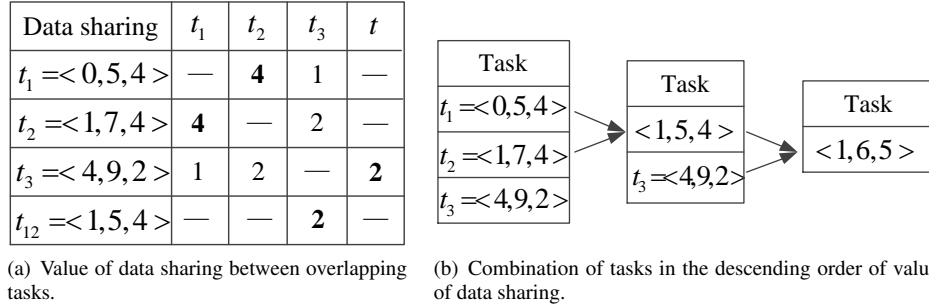 Data sharing t1 t2 t3 t
t1 =< 0,5,4 > — 4 1 —
t2 =< 1,7,4 > 4 — 2 —
t3 =< 4,9,2 > 1 2 — 2
t12 =< 1,5,4 > — — 2 —
(a) Value of data sharing between overlapping
tasks.
Task
t1 =<0,5,4>
t2 =<1,7,4>
t3 =<4,9,2>
Task
<1,5,4>
t3 =<4,9,2>
Task
<1,6,5>
(b) Combination of tasks in the descending order of valu
of data sharing.